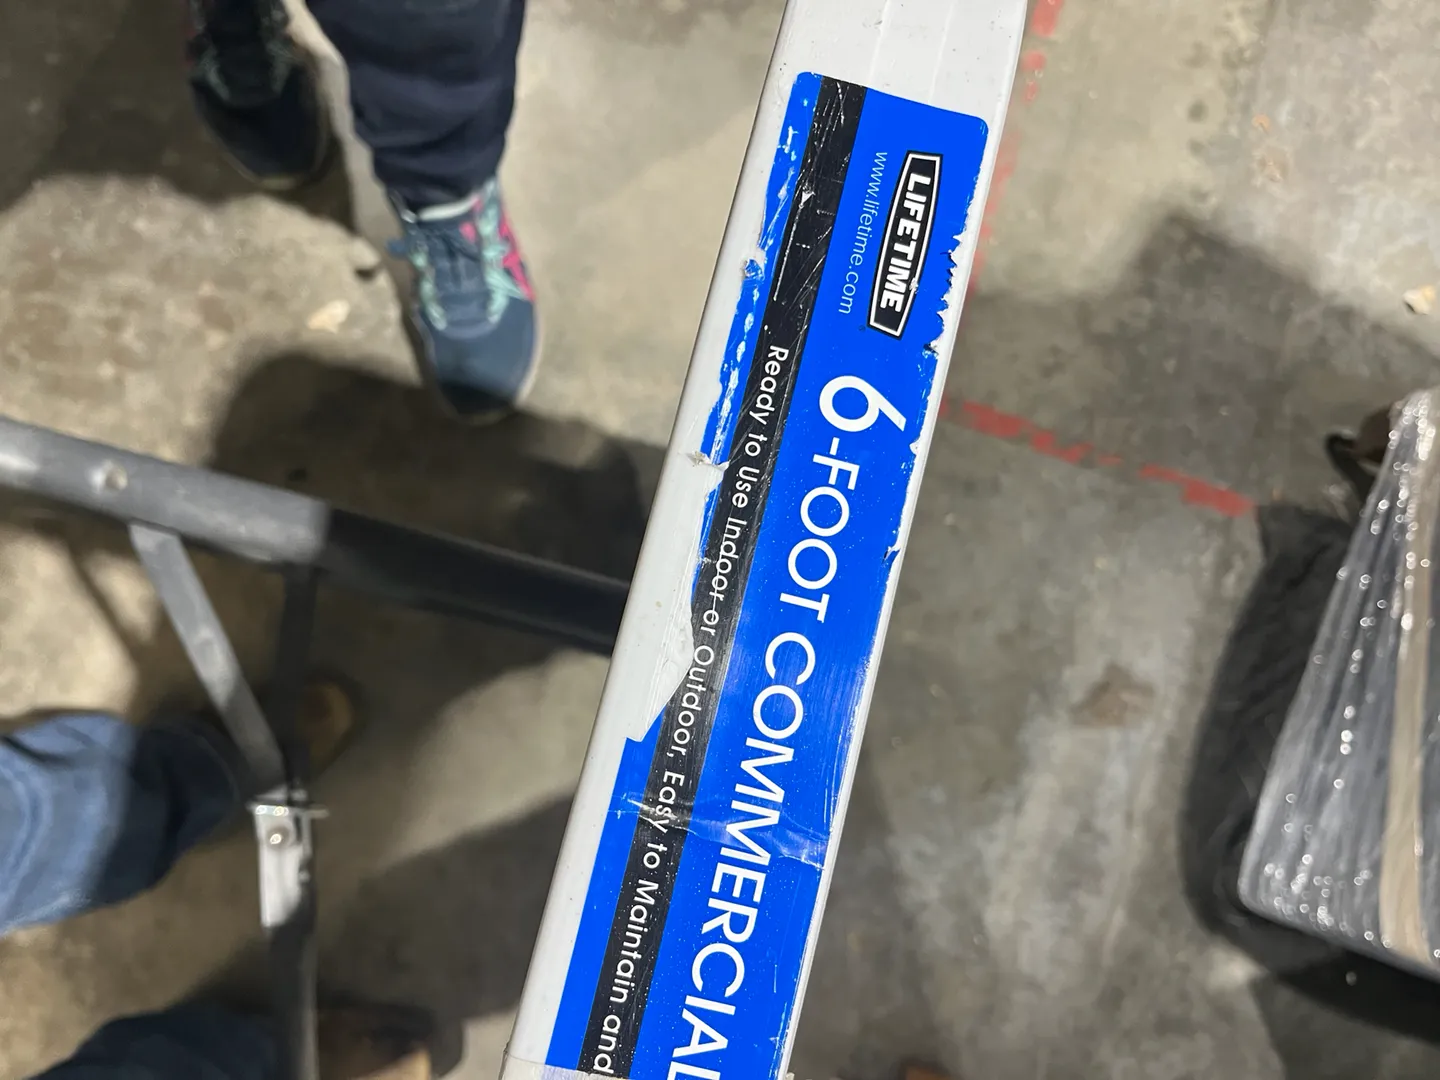 LIFETIME
www.lifetime.com
6-FOOT COMMERCIAL
Ready to Use Indoor or Outdoor, Easy to Maintain and